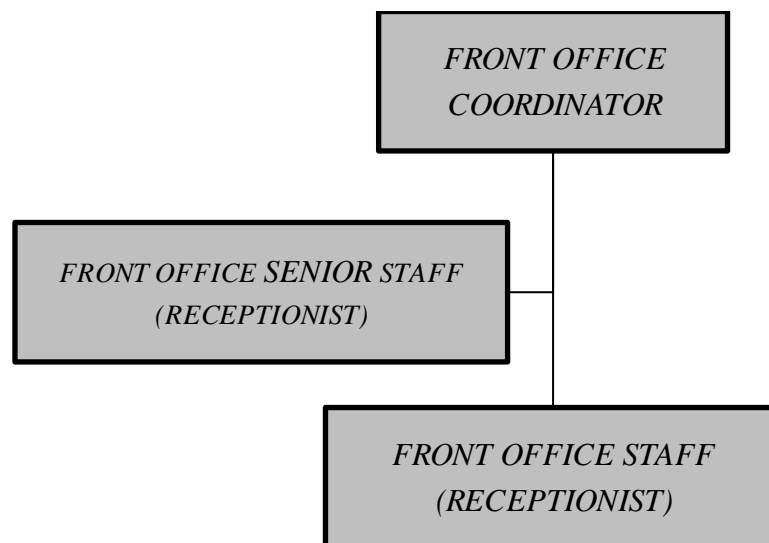 FRONT OFFICE
COORDINATOR
FRONT OFFICE SENIOR STAFF
(RECEPTIONIST)
FRONT OFFICE STAFF
(RECEPTIONIST)